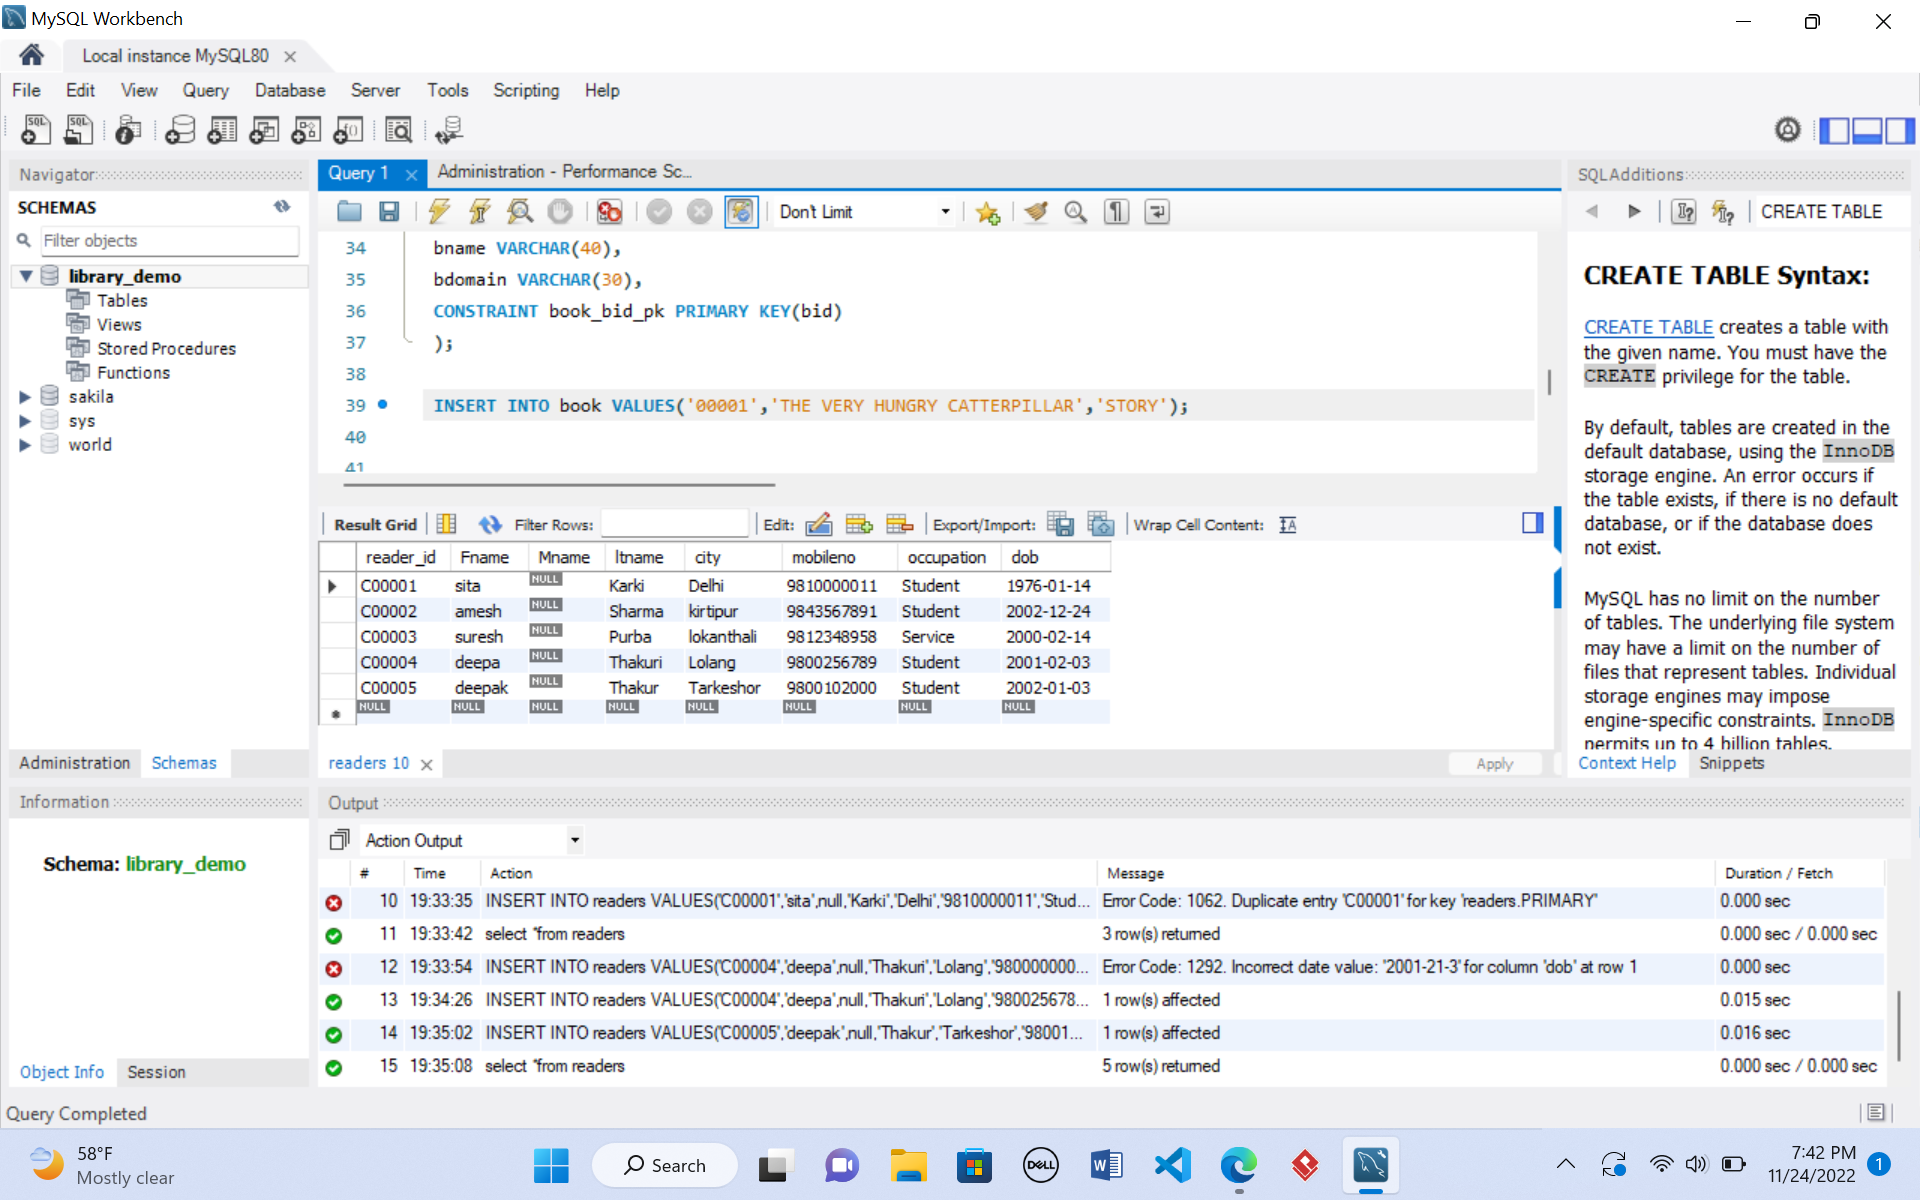 MySQL Workbench
Local instance MySQL80
File Edit View Query Database Server Tools Scripting Help
Navigator
SCHEMAS
Filter objects
library_demo
Tables
Views
Stored Procedures
Functions
sakila
sys
world
Administration Schemas
Information
Schema: library_demo
Object Info Session
Query Completed
Query 1 Administration - Performance Sc...
Don't Limit
34 bname VARCHAR(40),
35 bdomain VARCHAR(30),
36 CONSTRAINT book_bid_pk PRIMARY KEY(bid)
37 );
38
39 INSERT INTO book VALUES('00001','THE VERY HUNGRY CATTERPILLAR','STORY');
40
41
Result Grid Filter Rows: Edit: Export/Import: Wrap Cell Content:
reader_id Fname Mname ltname city mobileno occupation dob
C00001 sita NULL Karki Delhi 9810000011 Student 1976-01-14
C00002 amesh NULL Sharma kirtipur 9843567891 Student 2002-12-24
C00003 suresh NULL Purba lokanthali 9812348958 Service 2000-02-14
C00004 deepa NULL Thakuri Lolang 9800256789 Student 2001-02-03
C00005 deepak NULL Thakur Tarkeshor 9800102000 Student 2002-01-03
NULL NULL NULL NULL NULL NULL NULL NULL
readers 10 Apply
SQLAdditions
CREATE TABLE
CREATE TABLE Syntax:
CREATE TABLE creates a table with
the given name. You must have the
CREATE privilege for the table.
By default, tables are created in the
default database, using the InnoDB
storage engine. An error occurs if
the table exists, if there is no default
database, or if the database does
not exist.
MySQL has no limit on the number
of tables. The underlying file system
may have a limit on the number of
files that represent tables. Individual
storage engines may impose
engine-specific constraints. InnoDB
permits up to 4 billion tables.
Context Help Snippets
Output
Action Output
# Time Action Message Duration / Fetch
10 19:33:35 INSERT INTO readers VALUES('C00001','sita',null,'Karki','Delhi','9810000011','Stud... Error Code: 1062. Duplicate entry 'C00001' for key 'readers.PRIMARY' 0.000 sec
11 19:33:42 select *from readers 3 row(s) returned 0.000 sec / 0.000 sec
12 19:33:54 INSERT INTO readers VALUES('C00004','deepa',null,'Thakuri','Lolang','980000000... Error Code: 1292. Incorrect date value: '2001-21-3' for column 'dob' at row 1 0.000 sec
13 19:34:26 INSERT INTO readers VALUES('C00004','deepa',null,'Thakuri','Lolang','980025678... 1 row(s) affected 0.015 sec
14 19:35:02 INSERT INTO readers VALUES('C00005','deepak',null,'Thakur','Tarkeshor','98001... 1 row(s) affected 0.016 sec
15 19:35:08 select *from readers 5 row(s) returned 0.000 sec / 0.000 sec
58°F
Mostly clear
Search
DELL
7:42 PM
11/24/2022
1